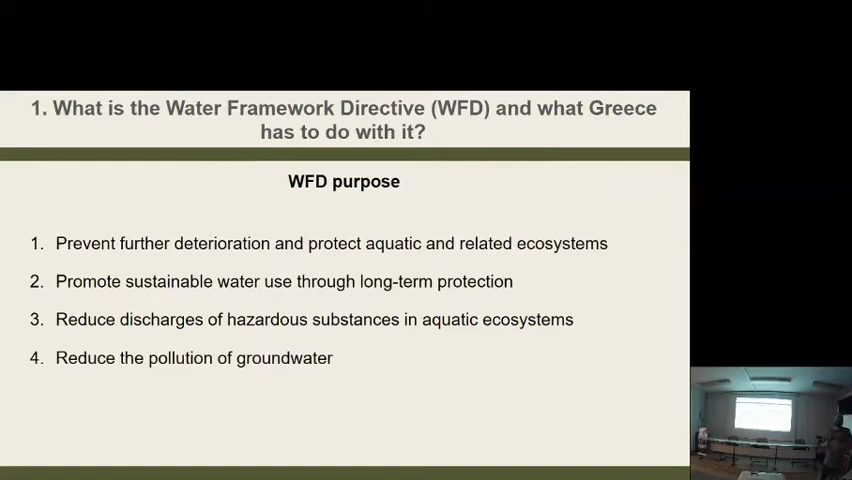 1. What is the Water Framework Directive (WFD) and what Greece
has to do with it?
WFD purpose
1. Prevent further deterioration and protect aquatic and related ecosystems
2. Promote sustainable water use through long-term protection
3. Reduce discharges of hazardous substances in aquatic ecosystems
4. Reduce the pollution of groundwater